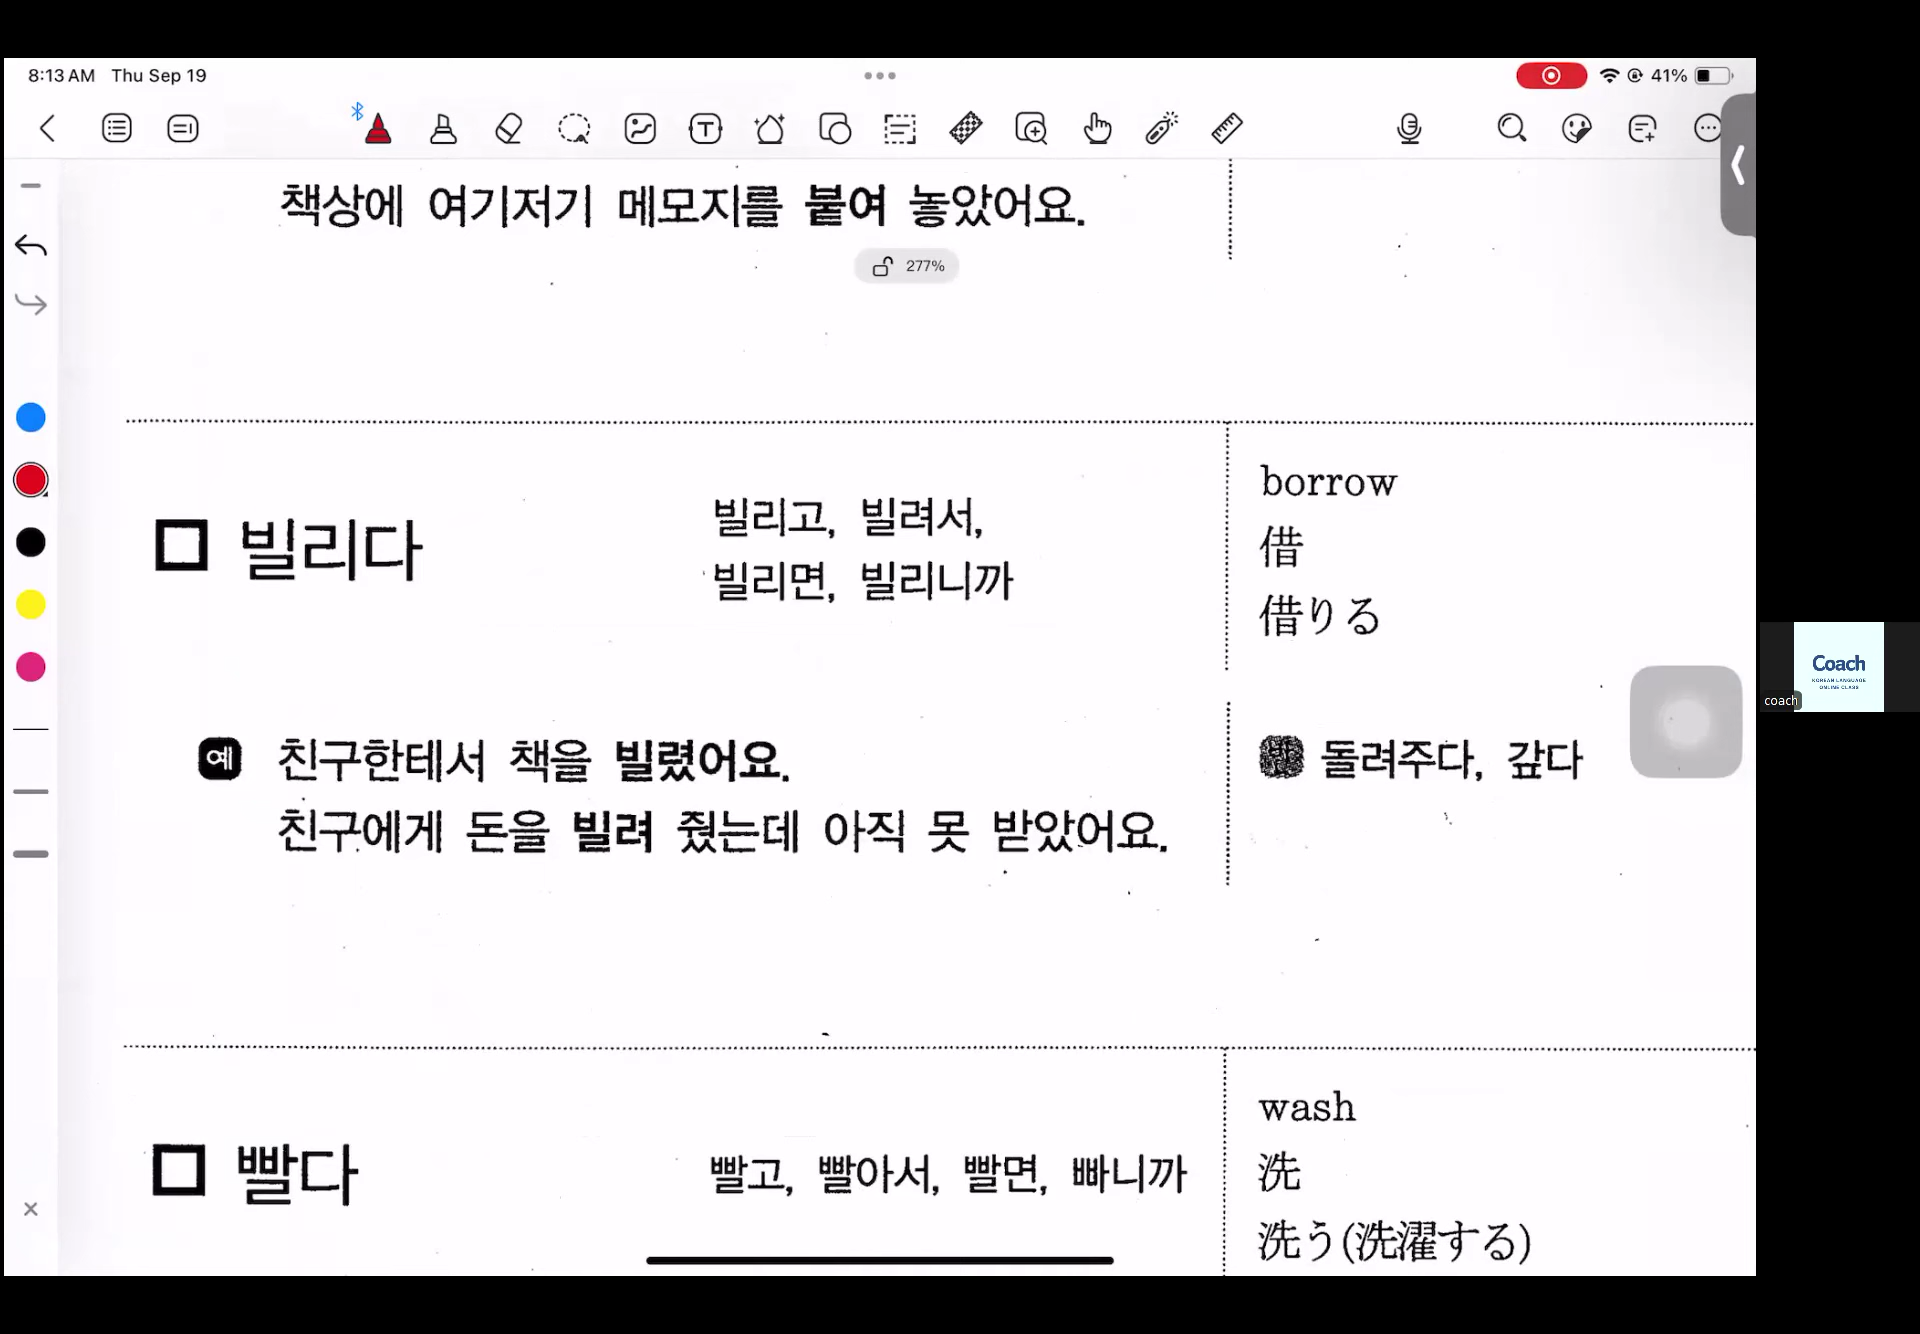 8:13 AM Thu Sep 19
41%
책상에 여기저기 메모지를 붙여 놓았어요.
277%
빌리다
빌리고, 빌려서,
빌리면, 빌리니까
borrow
借
借りる
예 친구한테서 책을 빌렸어요.
친구에게 돈을 빌려 줬는데 아직 못 받았어요.
돌려주다, 갚다
Coach
KOREAN LANGUAGE
ONLINE CLASS
coach
빨다
빨고, 빨아서, 빨면, 빠니까
wash
洗
洗う(洗濯する)